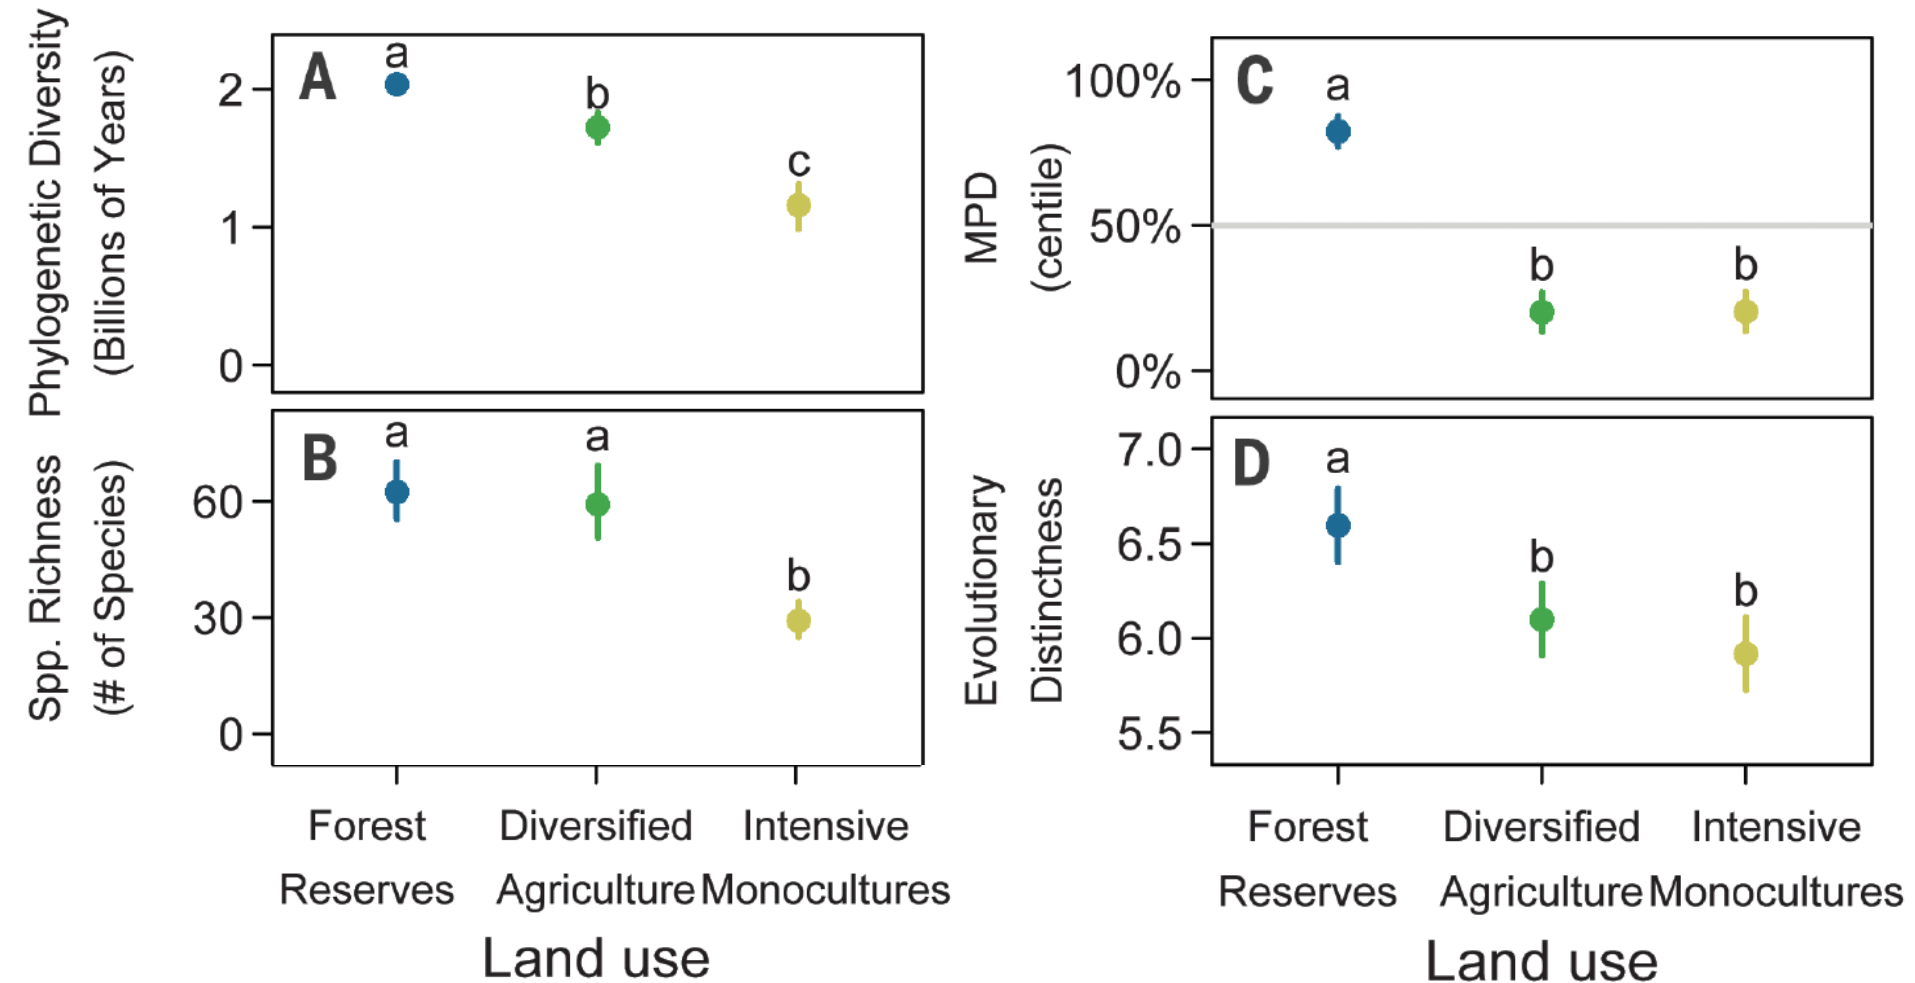 Phylogenetic Diversity
(Billions of Years)
A
2
1
0
a
b
c
Spp. Richness
(# of Species)
B
60
30
0
a
a
b
Forest
Reserves
Diversified
Agriculture
Intensive
Monocultures
Land use
MPD
(centile)
C
100%
50%
0%
a
b
b
Evolutionary
Distinctness
D
7.0
6.5
6.0
5.5
a
b
b
Forest
Reserves
Diversified
Agriculture
Intensive
Monocultures
Land use